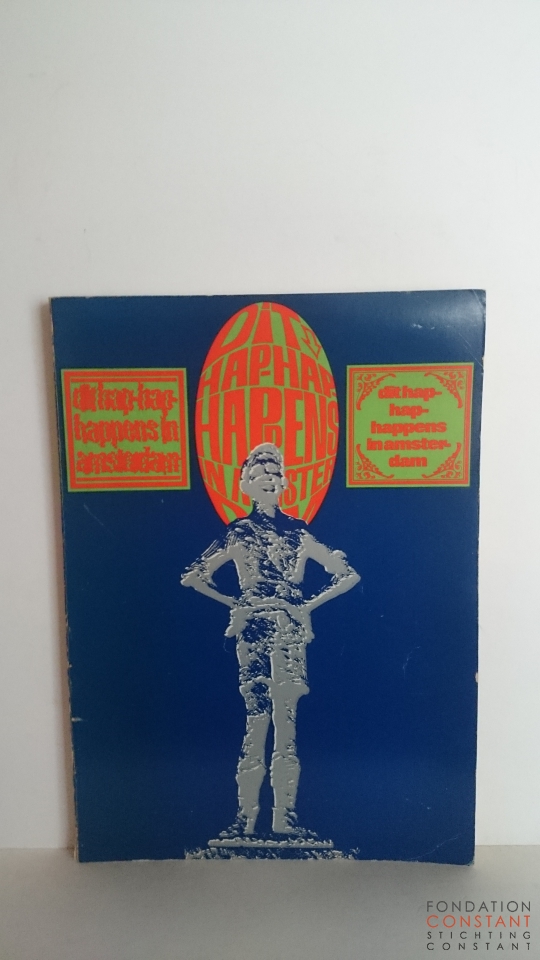 DIT
HAP-HAP
HAPPENS
IN AMSTER
dit hap-hap-
happens in
amsterdam
dit hap-
hap-
happens
in amster-
dam
FONDATION
CONSTANT
STICHTING
CONSTANT